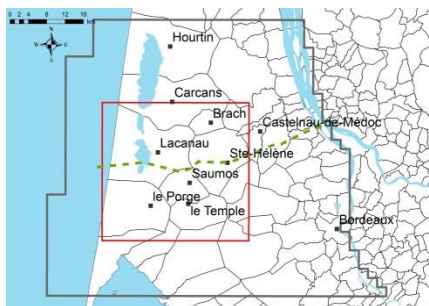 0 2 4 8 12 16
km
N
W E
S
Hourtin
Carcans
Brach
Castelnau-de-Médoc
Lacanau
Ste-Hélène
Saumos
le Porge
le Temple
Bordeaux